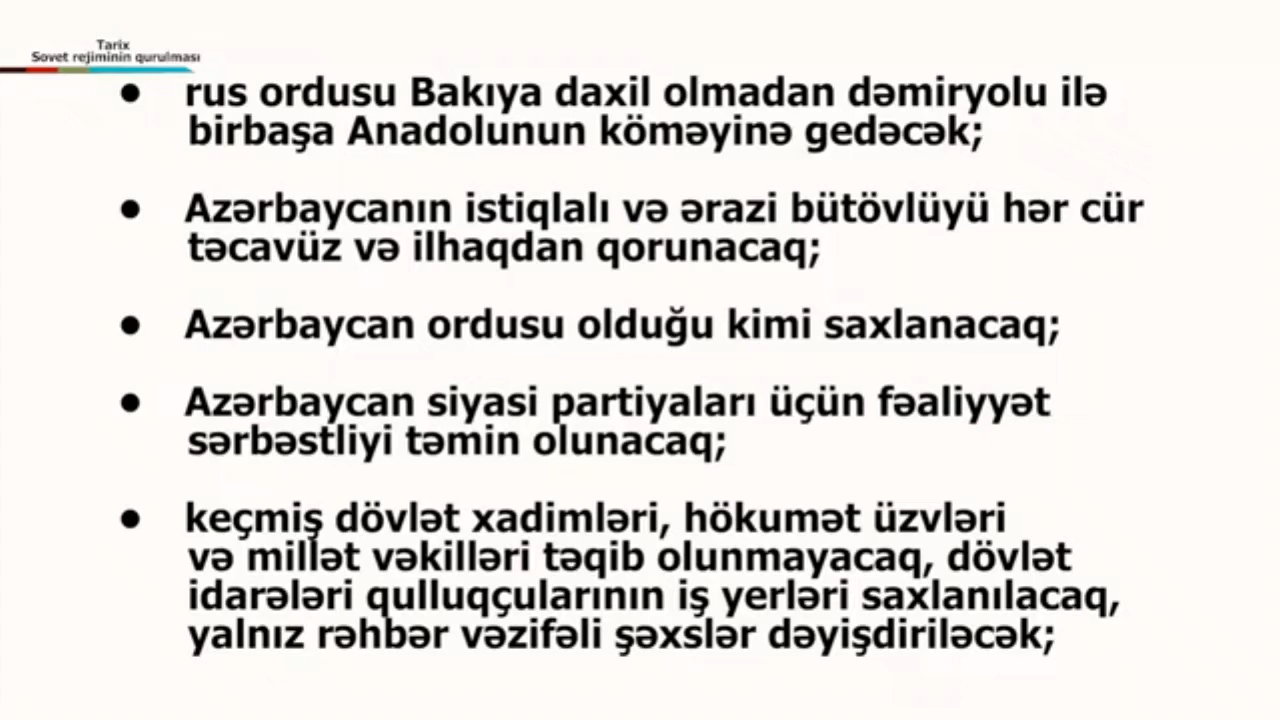 Tarix
Sovet rejiminin qurulması
• rus ordusu Bakıya daxil olmadan dəmiryolu ilə
birbaşa Anadolunun köməyinə gedəcək;
• Azərbaycanın istiqlalı və ərazi bütövlüyü hər cür
təcavüz və ilhaqdan qorunacaq;
• Azərbaycan ordusu olduğu kimi saxlanacaq;
• Azərbaycan siyasi partiyaları üçün fəaliyyət
sərbəstliyi təmin olunacaq;
• keçmiş dövlət xadimləri, hökumət üzvləri
və millət vəkilləri təqib olunmayacaq, dövlət
idarələri qulluqçularının iş yerləri saxlanılacaq,
yalnız rəhbər vəzifəli şəxslər dəyişdiriləcək;